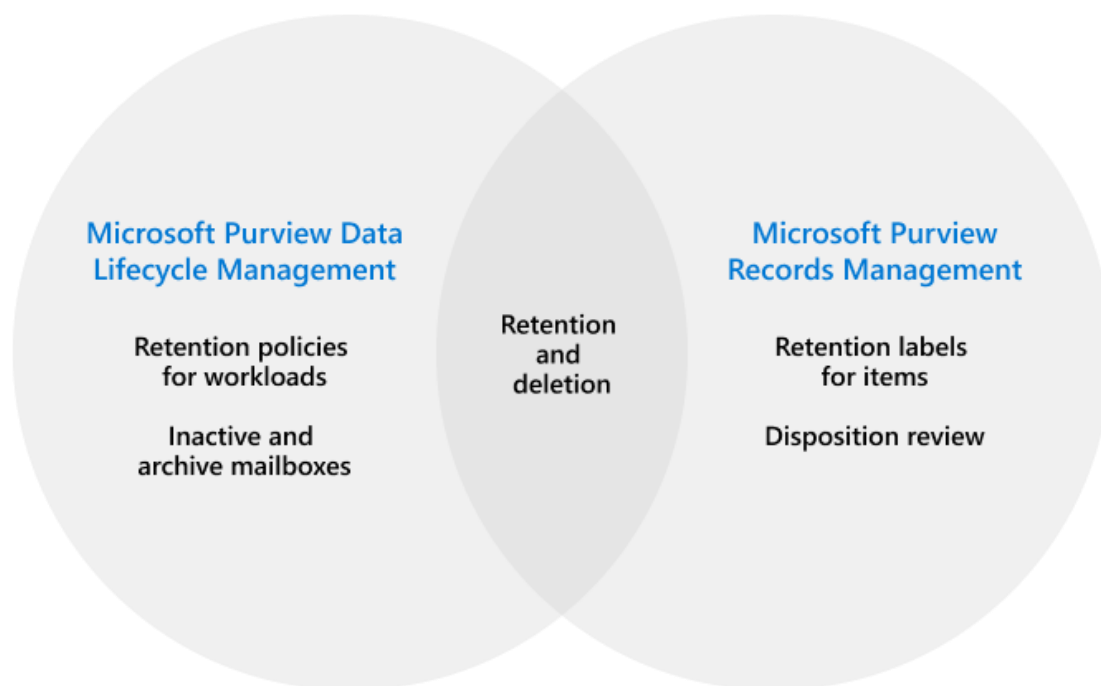 Microsoft Purview Data
Lifecycle Management
Retention policies
for workloads
Inactive and
archive mailboxes
Retention
and
deletion
Microsoft Purview
Records Management
Retention labels
for items
Disposition review